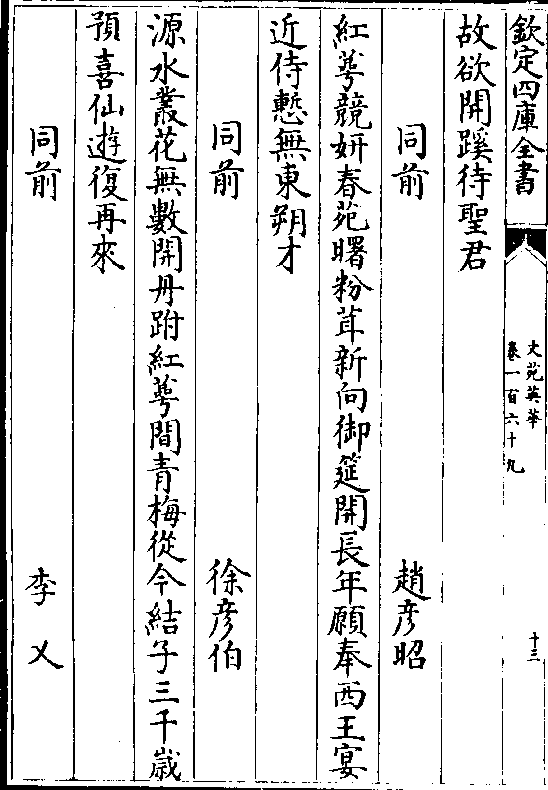 欽定四庫全書
文苑英華
卷一百六十九
十三
故欲開蹊待聖君
同前 趙彦昭
紅萼競妍春苑曙粉茸新向御筵開長年願奉西王宴
近侍慙無東朔才
同前 徐彦伯
源水叢花無數開丹跗紅萼間青梅從今結子三千歳
預喜仙遊復再來
同前 李乂